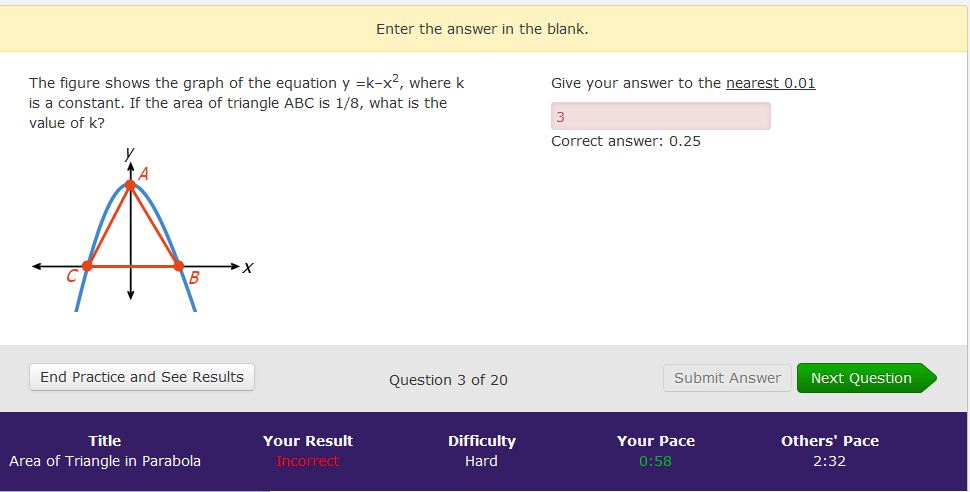 Enter the answer in the blank.
The figure shows the graph of the equation y =k–x², where k
is a constant. If the area of triangle ABC is 1/8, what is the
value of k?
Give your answer to the nearest 0.01
3
Correct answer: 0.25
y
A
C
B
x
End Practice and See Results
Question 3 of 20
Submit Answer
Next Question
Title Your Result Difficulty Your Pace Others' Pace
Area of Triangle in Parabola Incorrect Hard 0:58 2:32